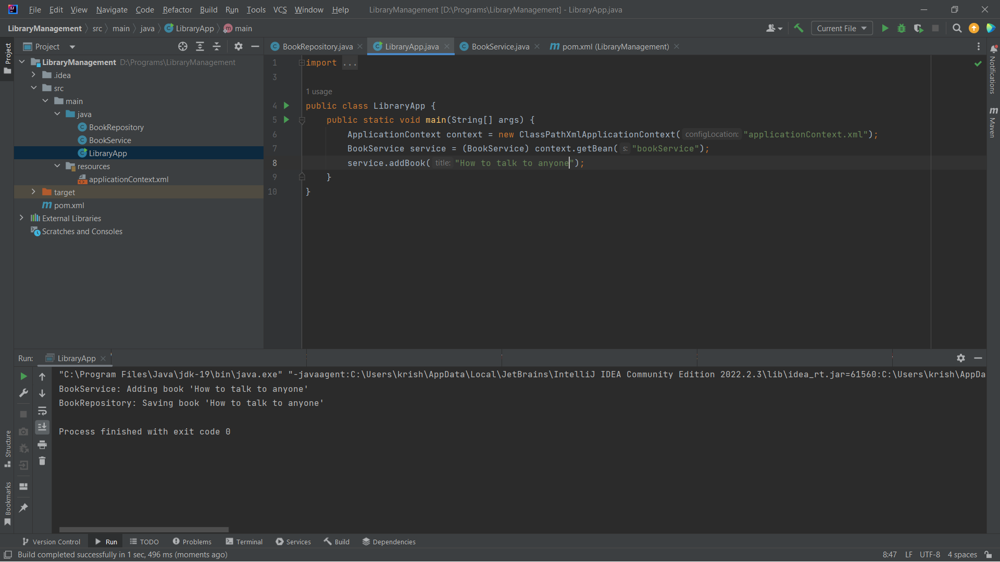 File Edit View Navigate Code Refactor Build Run Tools VCS Window Help LibraryManagement [D:\Programs\LibraryManagement] - LibraryApp.java
LibraryManagement src main java LibraryApp main Current File
Project
BookRepository.java LibraryApp.java BookService.java pom.xml (LibraryManagement)
Project
LibraryManagement D:\Programs\LibraryManagement
.idea
src
main
java
BookRepository
BookService
LibraryApp
resources
applicationContext.xml
target
pom.xml
External Libraries
Scratches and Consoles
1 import ...
3
1 usage
4 public class LibraryApp {
5 public static void main(String[] args) {
6 ApplicationContext context = new ClassPathXmlApplicationContext( configLocation: "applicationContext.xml");
7 BookService service = (BookService) context.getBean( s: "bookService");
8 service.addBook( title: "How to talk to anyone");
9 }
10 }
Notifications
Maven
Run: LibraryApp
"C:\Program Files\Java\jdk-19\bin\java.exe" "-javaagent:C:\Users\krish\AppData\Local\JetBrains\IntelliJ IDEA Community Edition 2022.2.3\lib\idea_rt.jar=61560:C:\Users\krish\AppDa
BookService: Adding book 'How to talk to anyone'
BookRepository: Saving book 'How to talk to anyone'
Process finished with exit code 0
Structure
Bookmarks
Version Control Run TODO Problems Terminal Services Build Dependencies
Build completed successfully in 1 sec, 496 ms (moments ago) 8:47 LF UTF-8 4 spaces